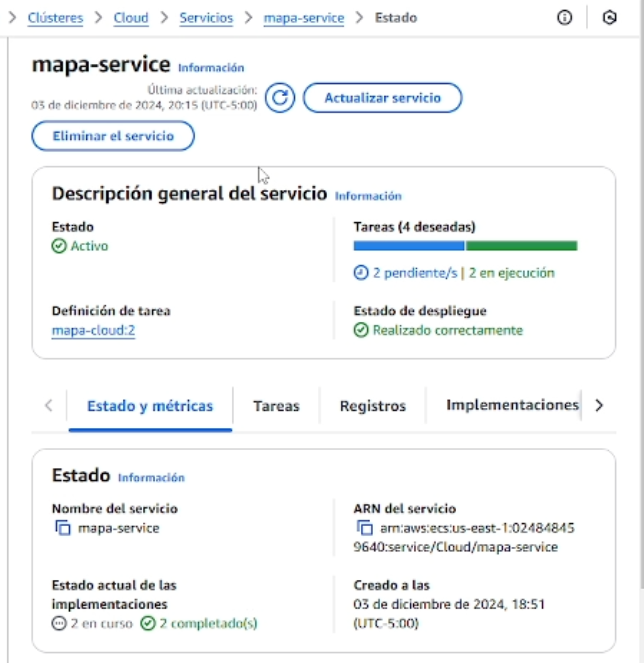 Clústeres > Cloud > Servicios > mapa-service > Estado
mapa-service Información
Última actualización:
03 de diciembre de 2024, 20:15 (UTC-5:00)
Actualizar servicio
Eliminar el servicio
Descripción general del servicio Información
Estado
Activo
Tareas (4 deseadas)
2 pendiente/s | 2 en ejecución
Definición de tarea
mapa-cloud:2
Estado de despliegue
Realizado correctamente
Estado y métricas
Tareas
Registros
Implementaciones
Estado Información
Nombre del servicio
mapa-service
ARN del servicio
arn:aws:ecs:us-east-1:02484845
9640:service/Cloud/mapa-service
Estado actual de las
implementaciones
2 en curso 2 completado(s)
Creado a las
03 de diciembre de 2024, 18:51
(UTC-5:00)